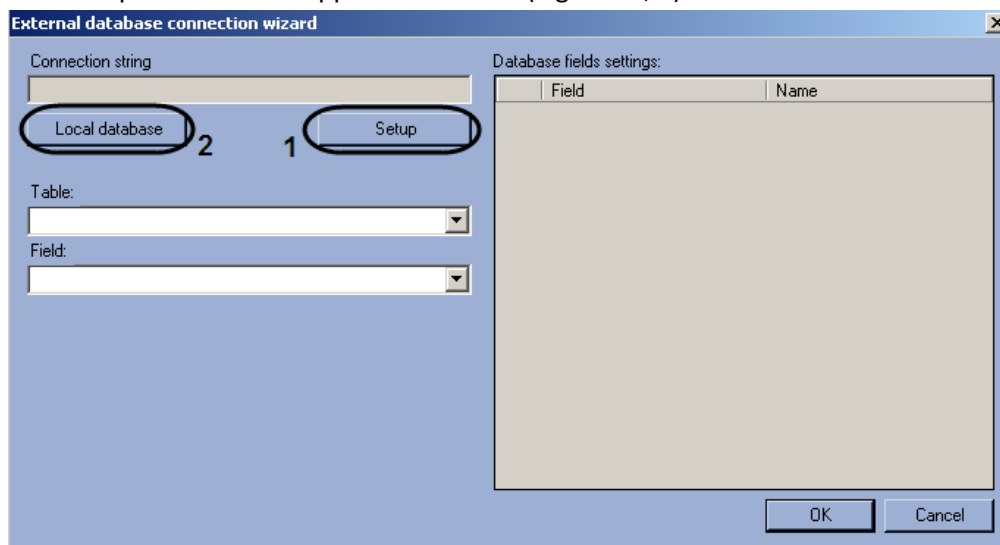 External database connection wizard
Connection string
Local database
2
1
Setup
Table:
Field:
Database fields settings:
Field Name
OK Cancel